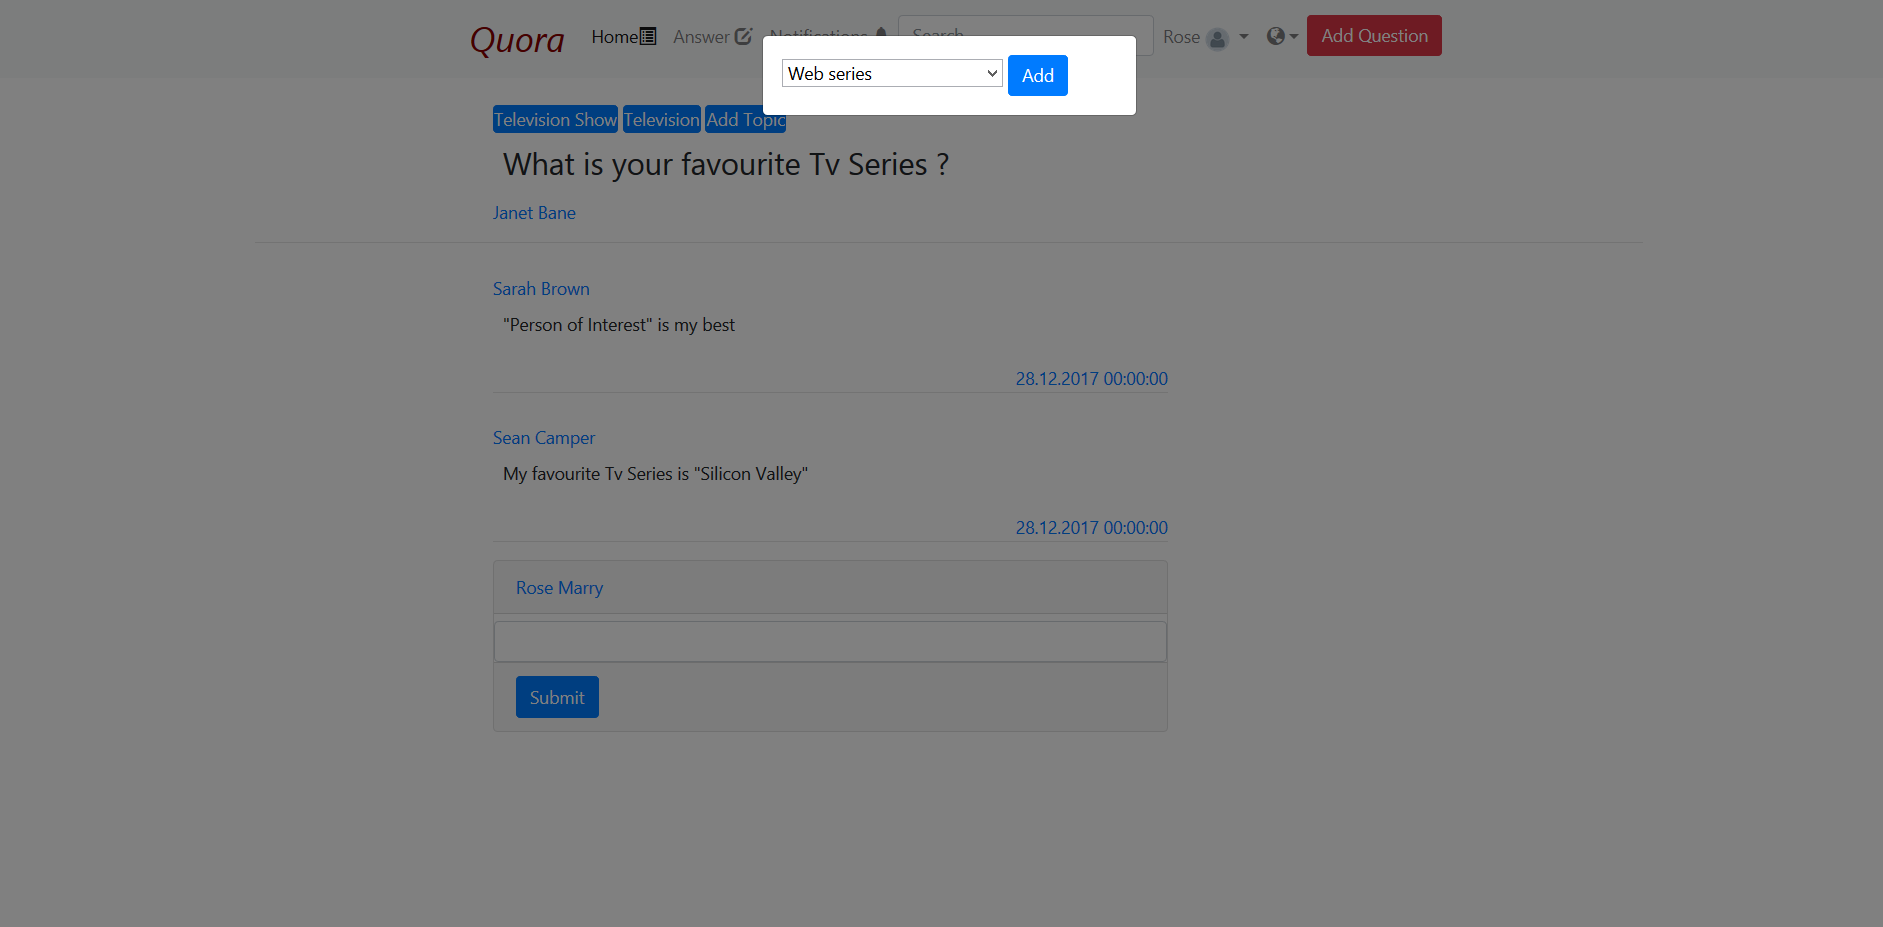 Quora Home Answer Notifications Search Rose Add Question
Web series Add
Television Show Television Add Topic
What is your favourite Tv Series ?
Janet Bane
Sarah Brown
"Person of Interest" is my best
28.12.2017 00:00:00
Sean Camper
My favourite Tv Series is "Silicon Valley"
28.12.2017 00:00:00
Rose Marry
Submit